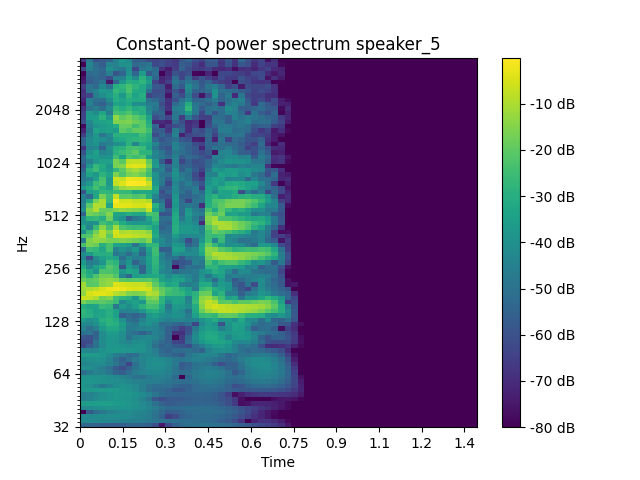 Constant-Q power spectrum speaker_5
Hz
2048
1024
512
256
128
64
32
0 0.15 0.3 0.45 0.6 0.75 0.9 1.1 1.2 1.4
Time
-10 dB
-20 dB
-30 dB
-40 dB
-50 dB
-60 dB
-70 dB
-80 dB